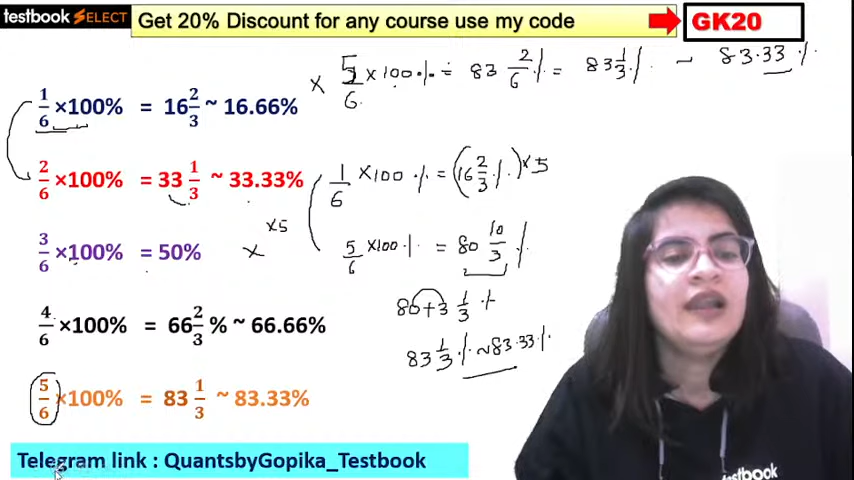 testbook SELECT
Get 20% Discount for any course use my code
GK20
1/6 ×100% = 16 2/3 ~ 16.66%
2/6 ×100% = 33 1/3 ~ 33.33%
3/6 ×100% = 50%
4/6 ×100% = 66 2/3 % ~ 66.66%
5/6 ×100% = 83 1/3 ~ 83.33%
× 5/6 ×100% = 83 2/6 % = 83 1/3 % ~ 83.33 %
1/6 ×100 % = (16 2/3 %) ×5
×5
×
5/6 ×100% = 80 10/3 %
80+3 1/3 %
83 1/3 % ~83.33%
Telegram link : QuantsbyGopika_Testbook
testbook